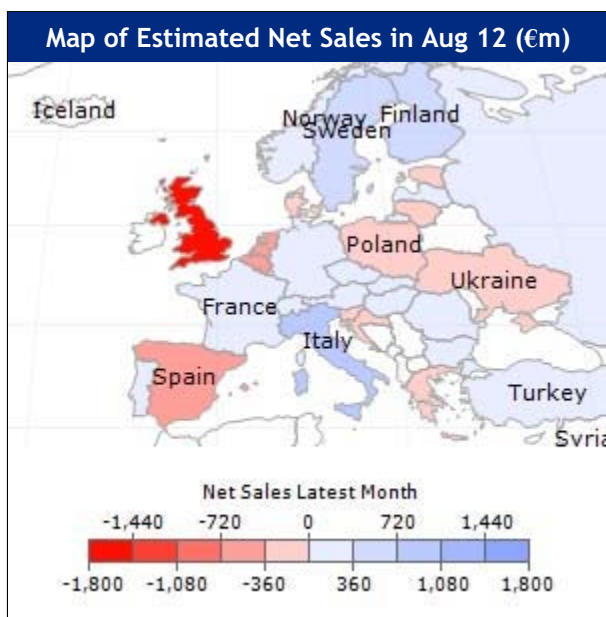 Map of Estimated Net Sales in Aug 12 (€m)
Iceland
Norway
Finland
Sweden
Poland
Ukraine
France
Italy
Spain
Turkey
Syria
Net Sales Latest Month
-1,440 -720 0 720 1,440
-1,800 -1,080 -360 360 1,080 1,800